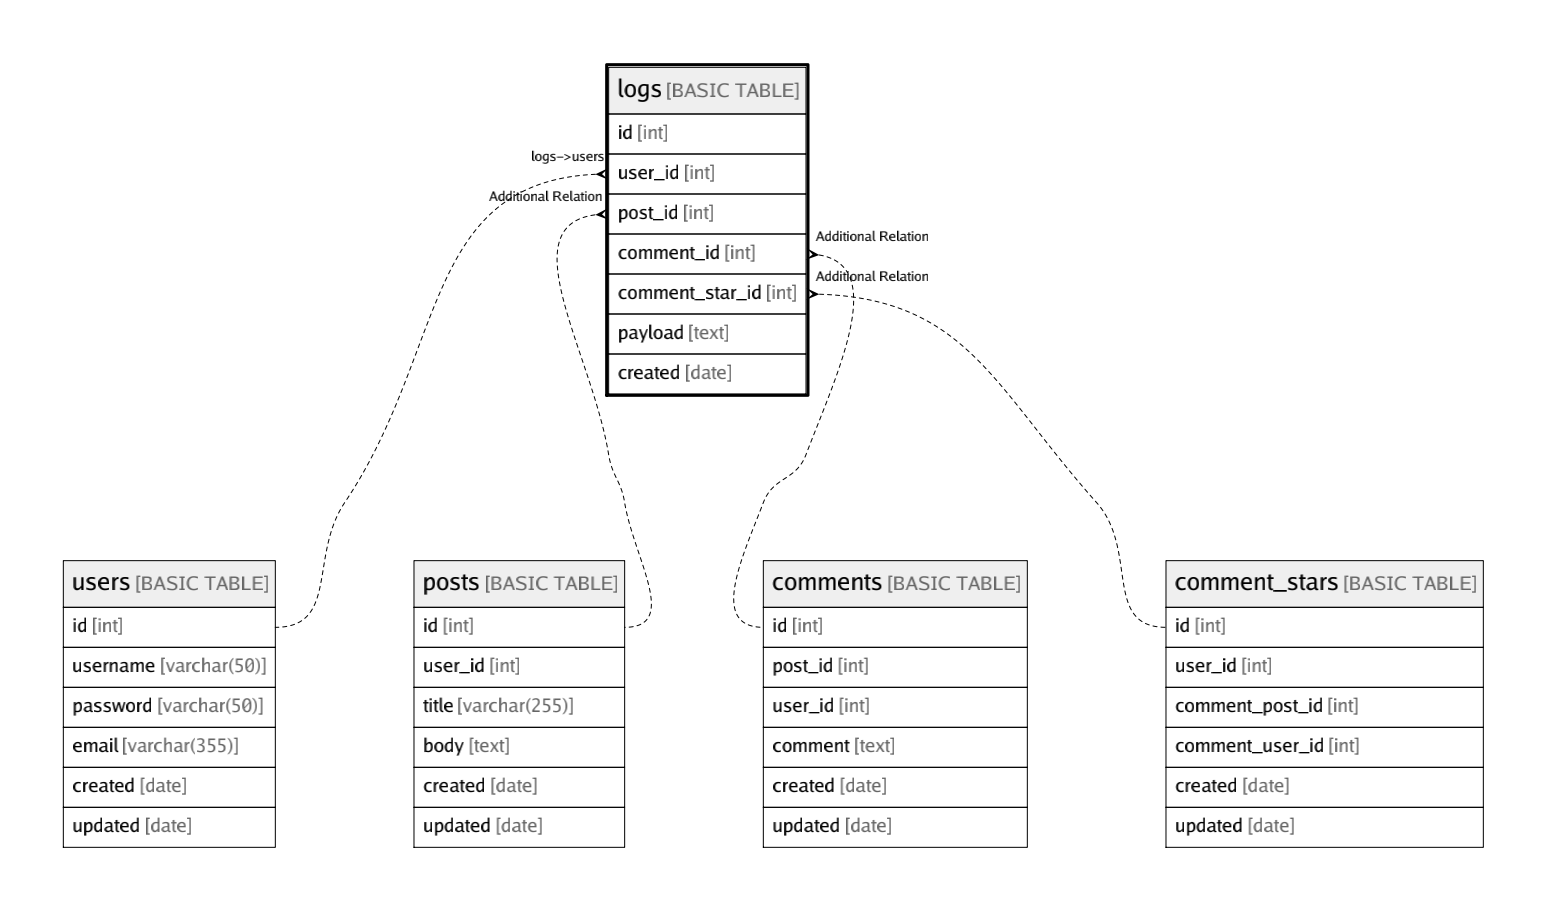 logs [BASIC TABLE]
id [int]
logs->users
user_id [int]
Additional Relation
post_id [int]
Additional Relation
comment_id [int]
Additional Relation
comment_star_id [int]
payload [text]
created [date]
users [BASIC TABLE]
id [int]
username [varchar(50)]
password [varchar(50)]
email [varchar(355)]
created [date]
updated [date]
posts [BASIC TABLE]
id [int]
user_id [int]
title [varchar(255)]
body [text]
created [date]
updated [date]
comments [BASIC TABLE]
id [int]
post_id [int]
user_id [int]
comment [text]
created [date]
updated [date]
comment_stars [BASIC TABLE]
id [int]
user_id [int]
comment_post_id [int]
comment_user_id [int]
created [date]
updated [date]